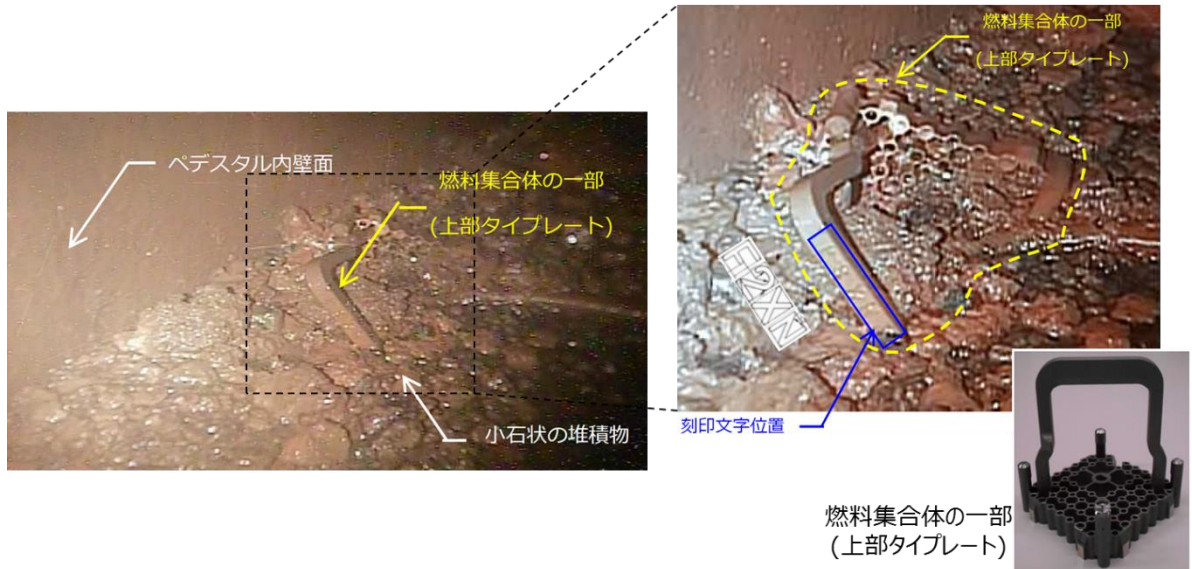 ペデスタル内壁面
燃料集合体の一部
(上部タイプレート)
小石状の堆積物
燃料集合体の一部
(上部タイプレート)
F2XN
刻印文字位置
燃料集合体の一部
(上部タイプレート)